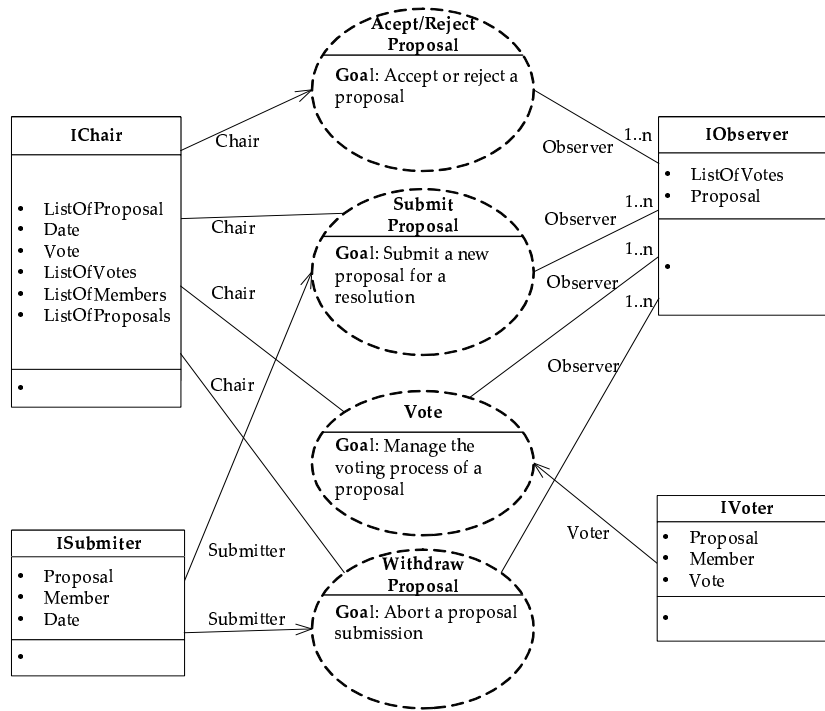 Acept/Reject
Proposal
Goal: Accept or reject a
proposal
IChair
• ListOfProposal
• Date
• Vote
• ListOfVotes
• ListOfMembers
• ListOfProposals
•
Chair
Chair
Chair
Chair
Submit
Proposal
Goal: Submit a new
proposal for a
resolution
Vote
Goal: Manage the
voting process of a
proposal
Withdraw
Proposal
Goal: Abort a proposal
submission
ISubmiter
• Proposal
• Member
• Date
•
Submitter
Submitter
1..n
Observer
1..n
Observer
1..n
Observer
1..n
Observer
IObserver
• ListOfVotes
• Proposal
•
Voter
IVoter
• Proposal
• Member
• Vote
•